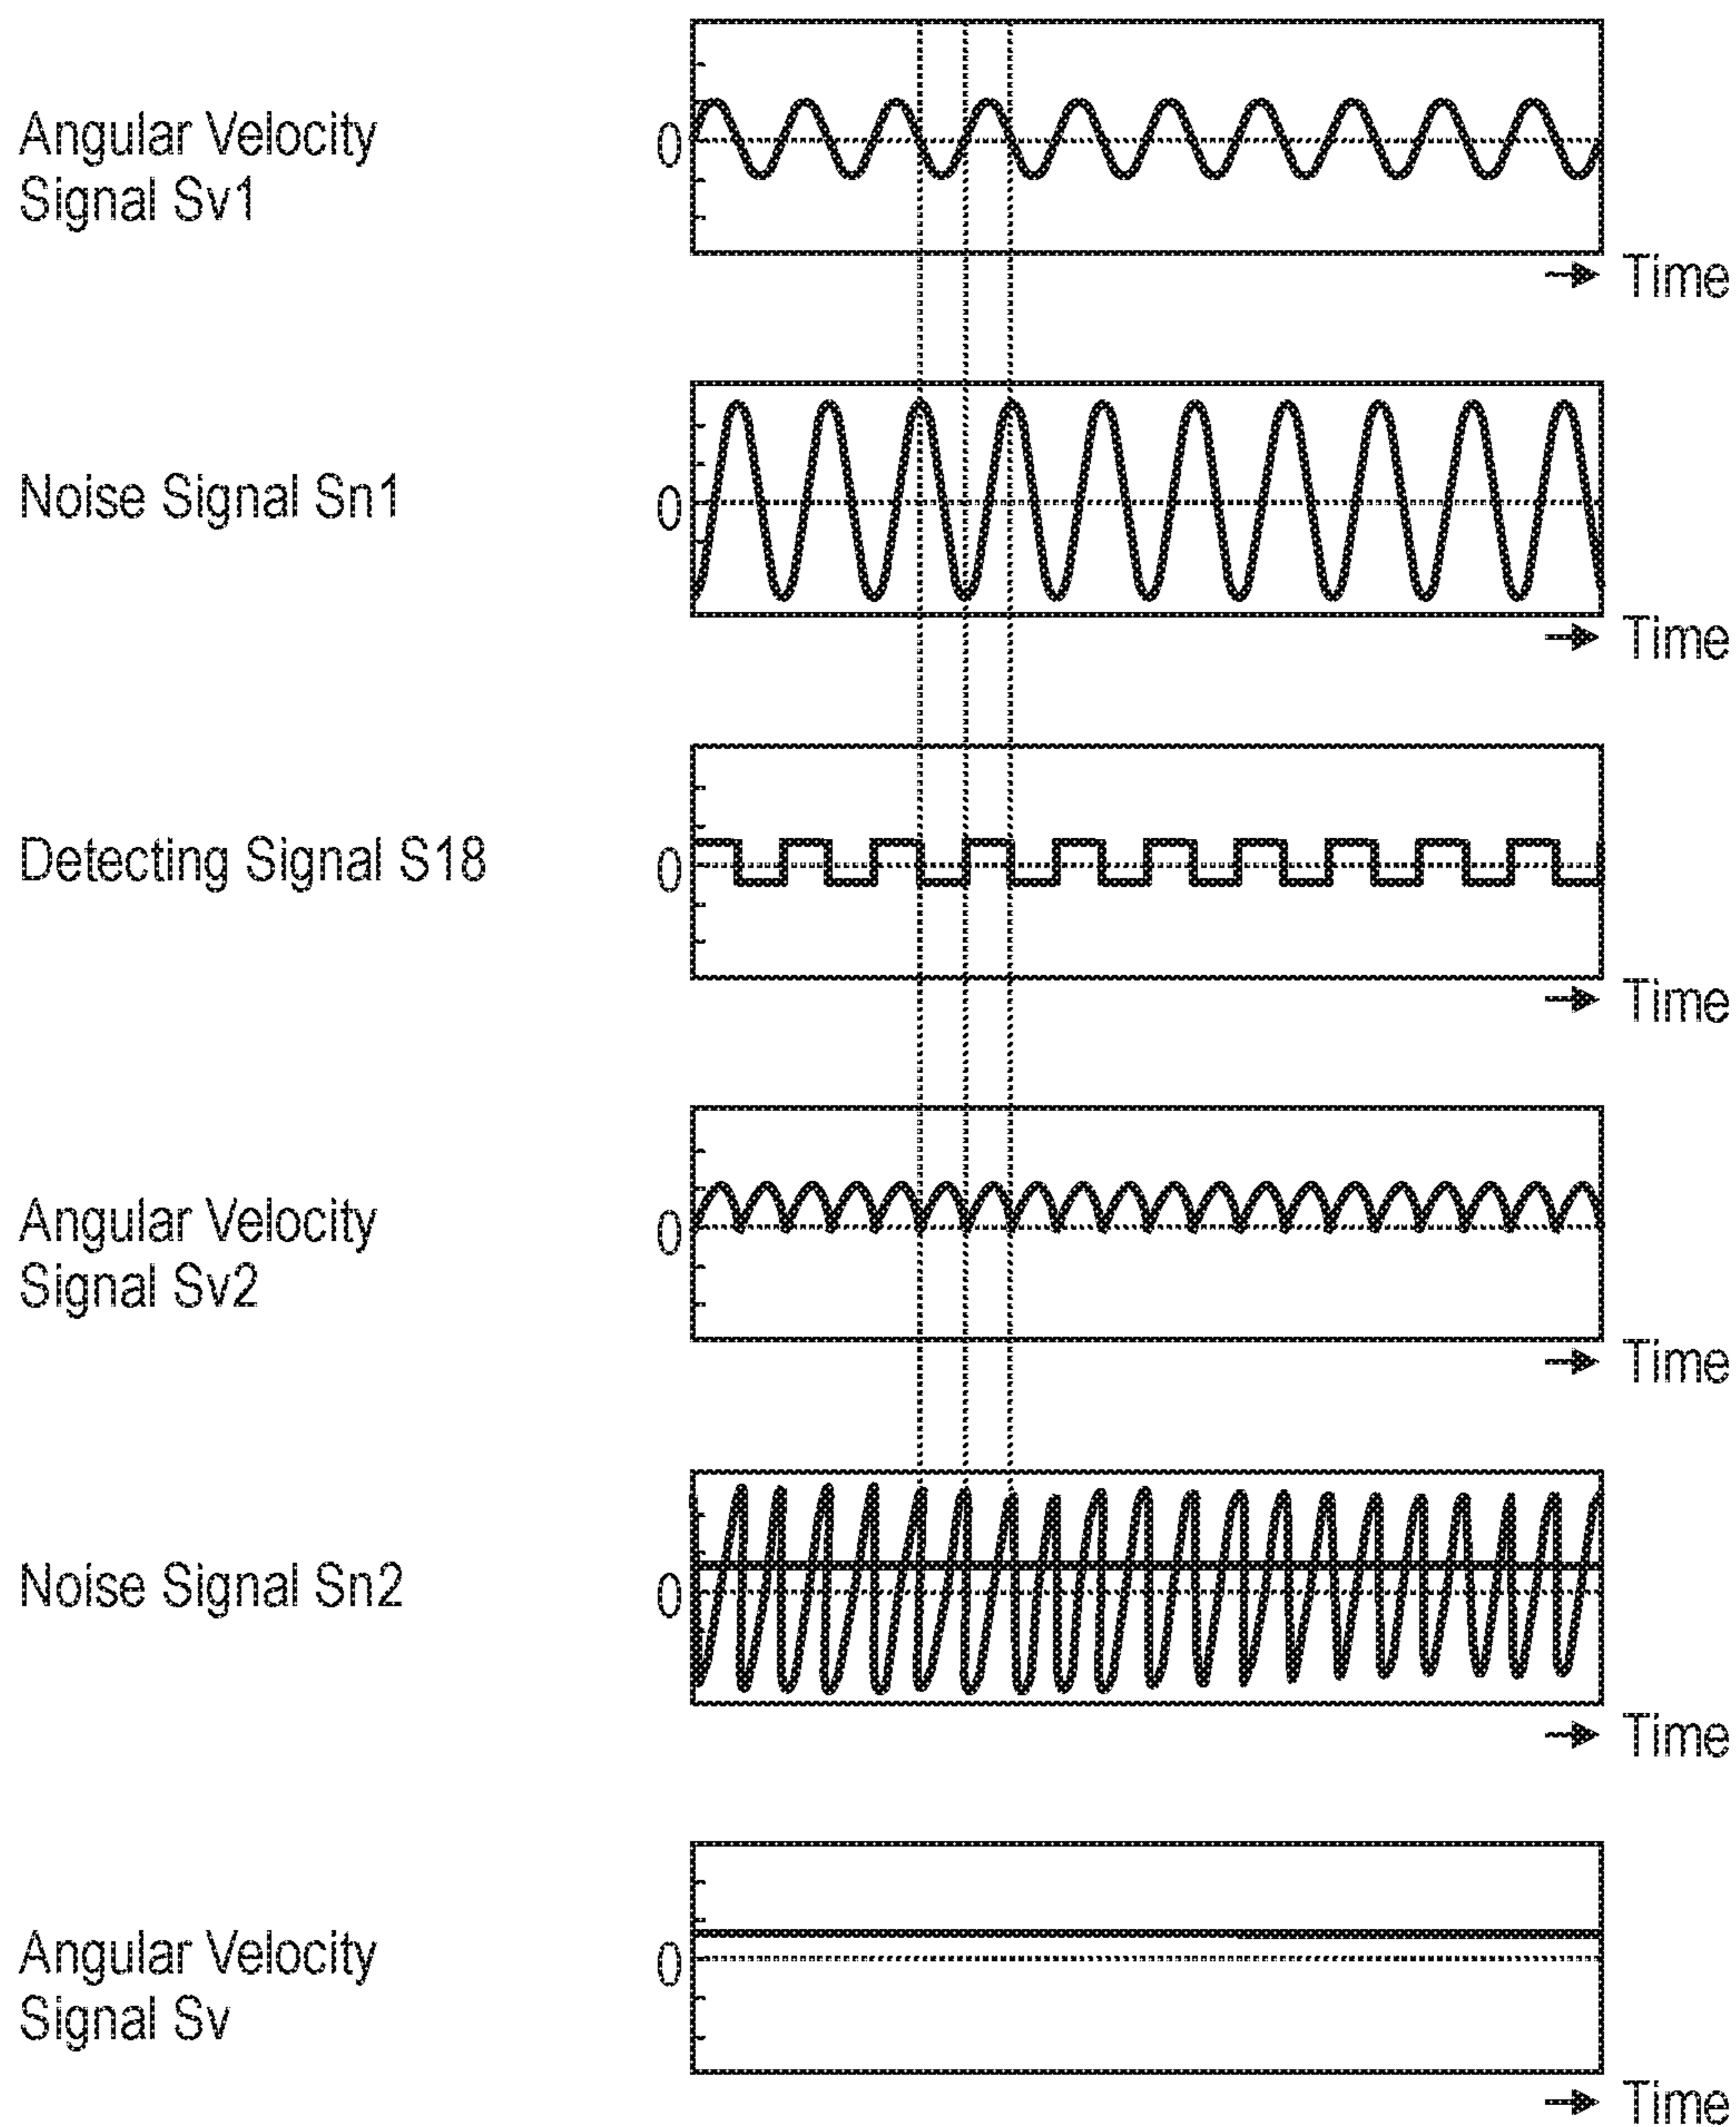 Angular Velocity
Signal Sv1
0
Time
Noise Signal Sn1
0
Time
Detecting Signal S18
0
Time
Angular Velocity
Signal Sv2
0
Time
Noise Signal Sn2
0
Time
Angular Velocity
Signal Sv
0
Time